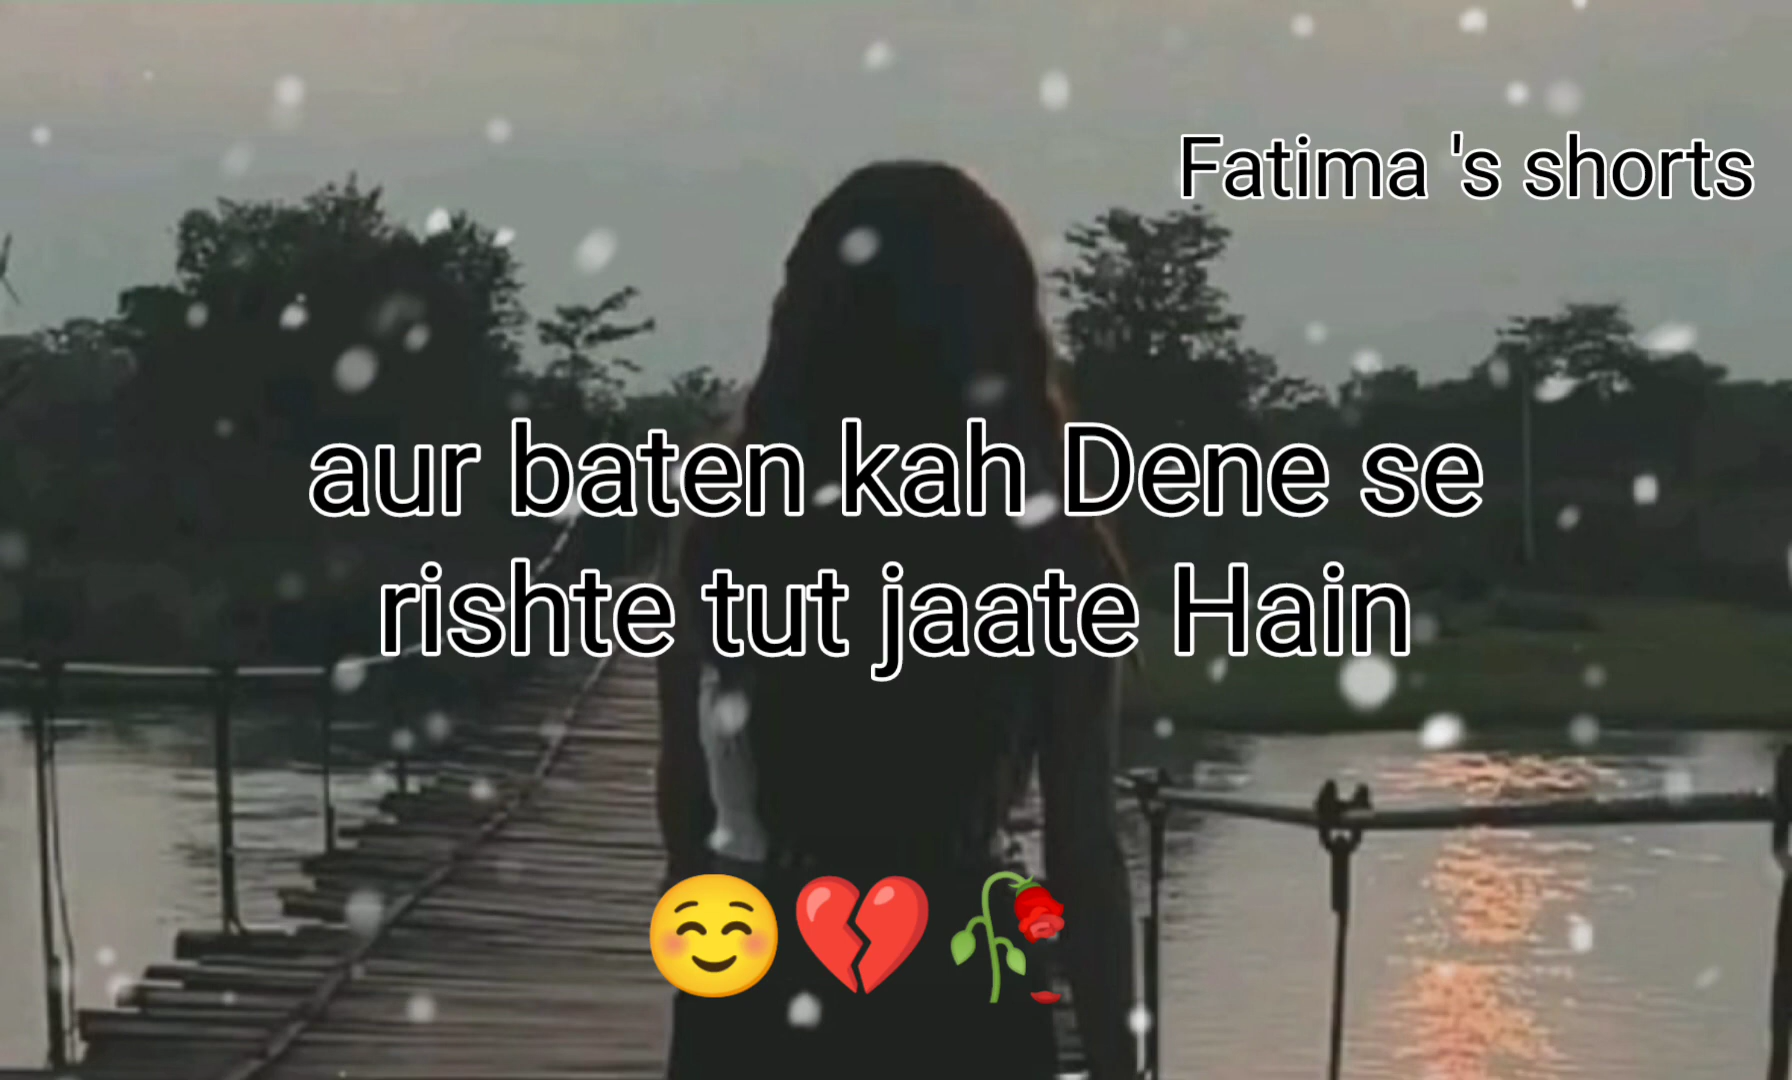 Fatima 's shorts
aur baten kah Dene se
rishte tut jaate Hain
☺️💔🥀